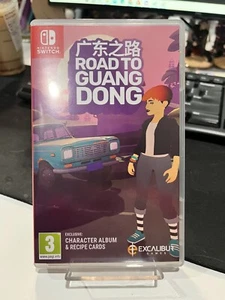 NINTENDO
SWITCH
广东之路
ROAD TO
GUANG
DONG
3
EXCLUSIVE:
CHARACTER ALBUM
& RECIPE CARDS
EXCALIBUR
GAMES